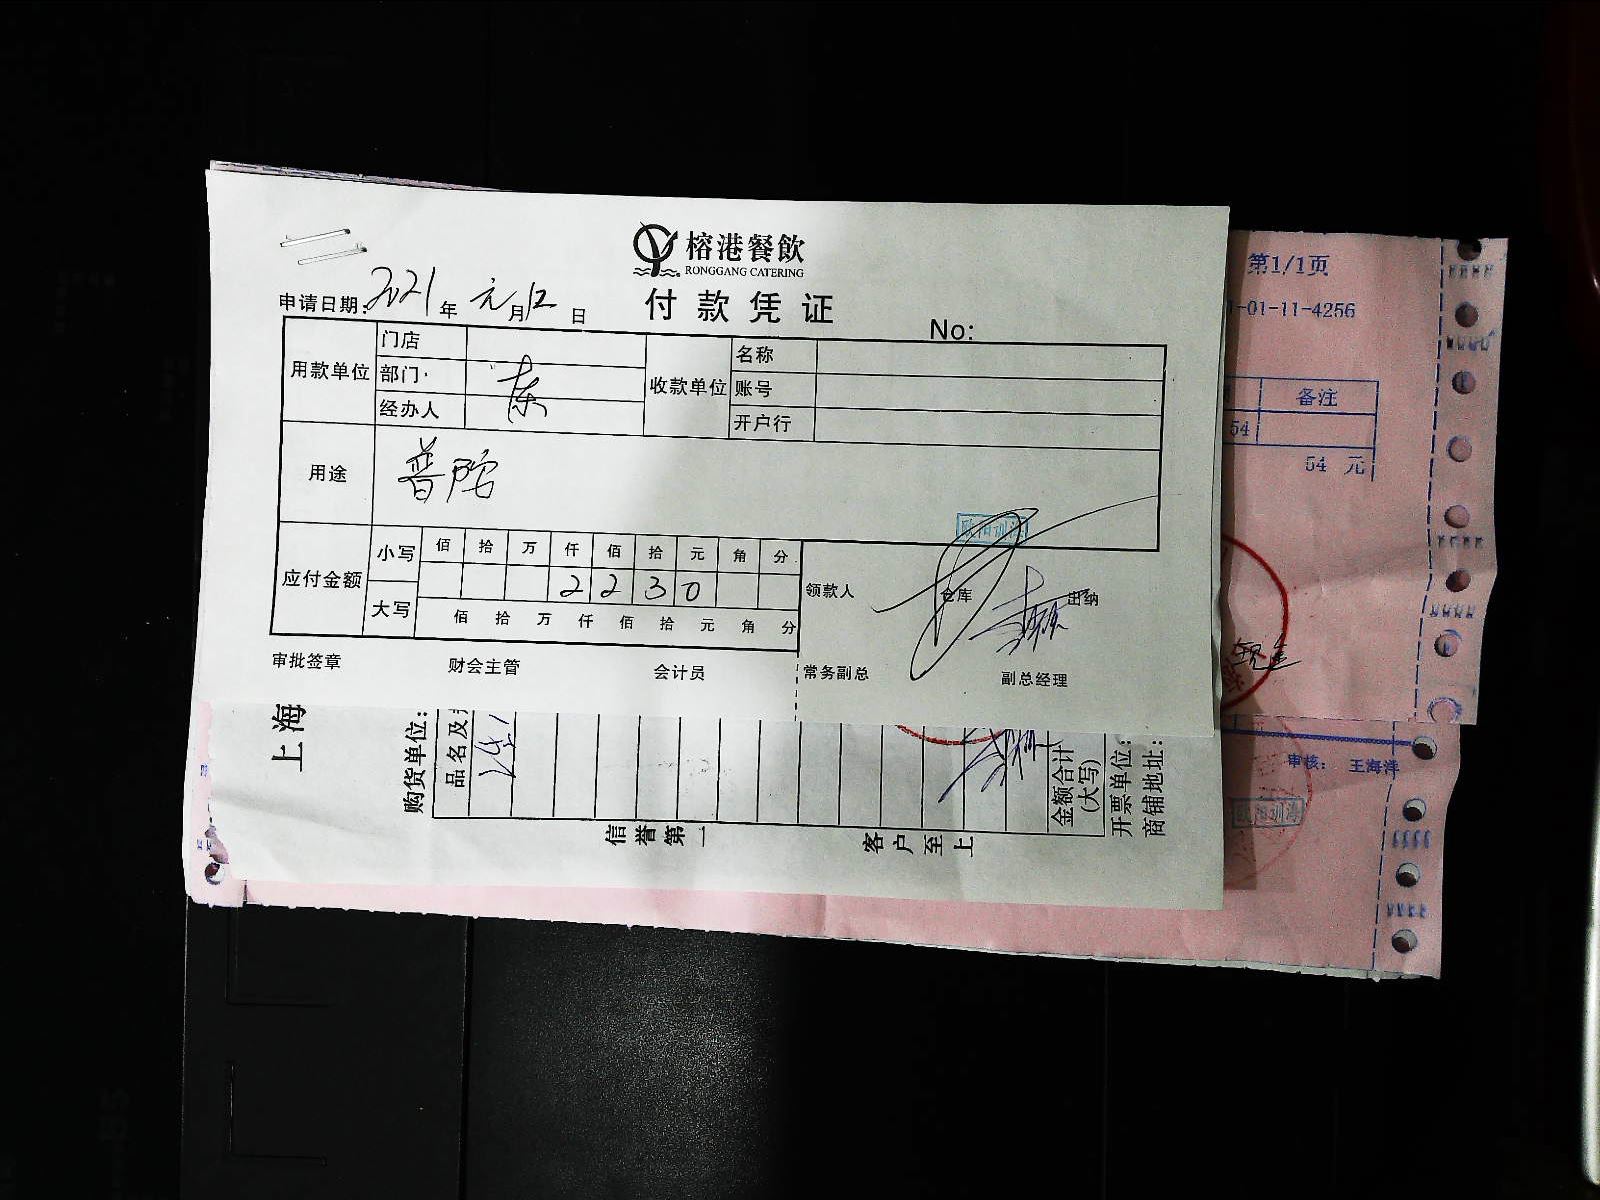 榕港餐飲
RONGGANG CATERING
付款凭证
申请日期: 2021 年 元 月 12 日
No:
用款单位
门店
部门
经办人
东
收款单位
名称
账号
开户行
用途
普陀
应付金额
小写
佰 拾 万 仟 佰 拾 元 角 分
2 2 3 0
大写
佰 拾 万 仟 佰 拾 元 角 分
领款人
仓库
出纳
审批签章
财会主管
会计员
常务副总
副总经理
第1/1页
-01-11-4256
备注
54
54 元
现金
审核: 王海洋
上海
购货单位:
品名及
金额合计
(大写)
开票单位:
商铺地址:
信誉第一
客户至上